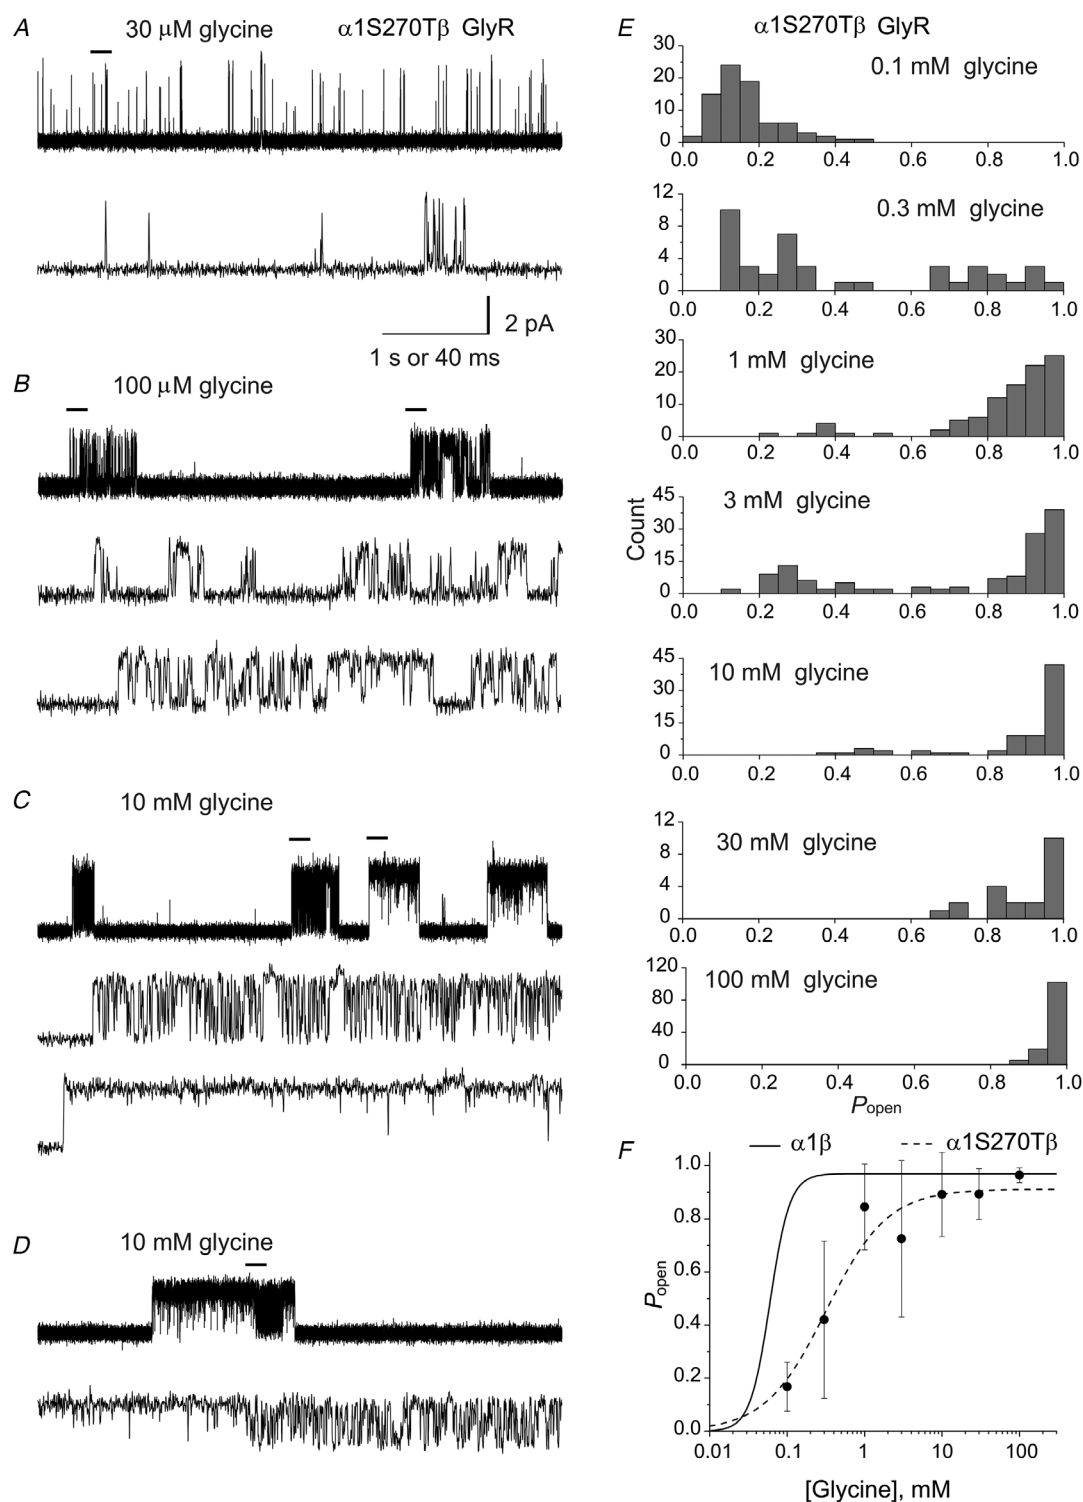 A
30 μM glycine
α1S270Tβ GlyR
2 pA
1 s or 40 ms
B
100 μM glycine
C
10 mM glycine
D
10 mM glycine
E
α1S270Tβ GlyR
0.1 mM glycine
30
20
10
0
0.0 0.2 0.4 0.6 0.8 1.0
0.3 mM glycine
12
8
4
0
0.0 0.2 0.4 0.6 0.8 1.0
1 mM glycine
30
20
10
0
0.0 0.2 0.4 0.6 0.8 1.0
3 mM glycine
45
30
15
0
0.0 0.2 0.4 0.6 0.8 1.0
Count
10 mM glycine
45
30
15
0
0.0 0.2 0.4 0.6 0.8 1.0
30 mM glycine
12
8
4
0
0.0 0.2 0.4 0.6 0.8 1.0
100 mM glycine
120
80
40
0
0.0 0.2 0.4 0.6 0.8 1.0
Popen
F
α1β
α1S270Tβ
1.0
0.8
0.6
0.4
0.2
0.0
Popen
0.01 0.1 1 10 100
[Glycine], mM